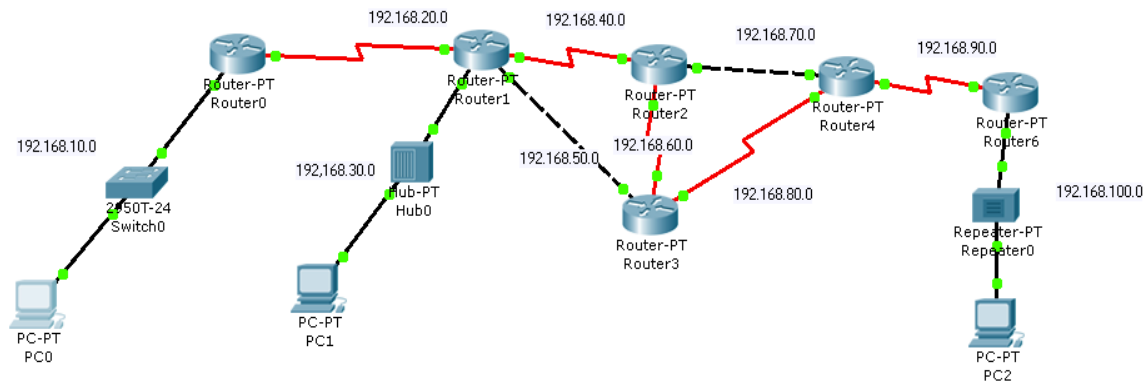 192.168.20.0
192.168.40.0
192.168.70.0
192.168.90.0
Router-PT
Router0
Router-PT
Router1
Router-PT
Router2
Router-PT
Router4
Router-PT
Router6
192.168.10.0
192.168.30.0
192.168.50.0
192.168.60.0
192.168.80.0
192.168.100.0
2950T-24
Switch0
Hub-PT
Hub0
Router-PT
Router3
Repeater-PT
Repeater0
PC-PT
PC0
PC-PT
PC1
PC-PT
PC2